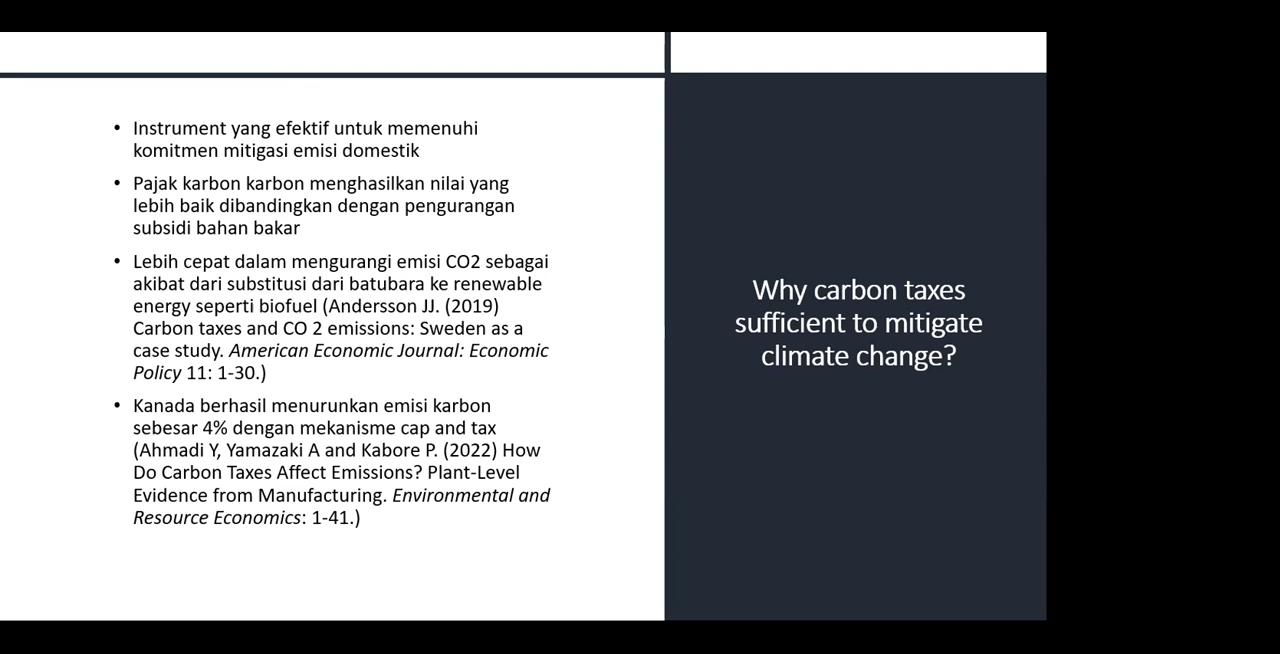 • Instrument yang efektif untuk memenuhi
komitmen mitigasi emisi domestik
• Pajak karbon karbon menghasilkan nilai yang
lebih baik dibandingkan dengan pengurangan
subsidi bahan bakar
• Lebih cepat dalam mengurangi emisi CO2 sebagai
akibat dari substitusi dari batubara ke renewable
energy seperti biofuel (Andersson JJ. (2019)
Carbon taxes and CO 2 emissions: Sweden as a
case study. American Economic Journal: Economic
Policy 11: 1-30.)
• Kanada berhasil menurunkan emisi karbon
sebesar 4% dengan mekanisme cap and tax
(Ahmadi Y, Yamazaki A and Kabore P. (2022) How
Do Carbon Taxes Affect Emissions? Plant-Level
Evidence from Manufacturing. Environmental and
Resource Economics: 1-41.)
Why carbon taxes
sufficient to mitigate
climate change?